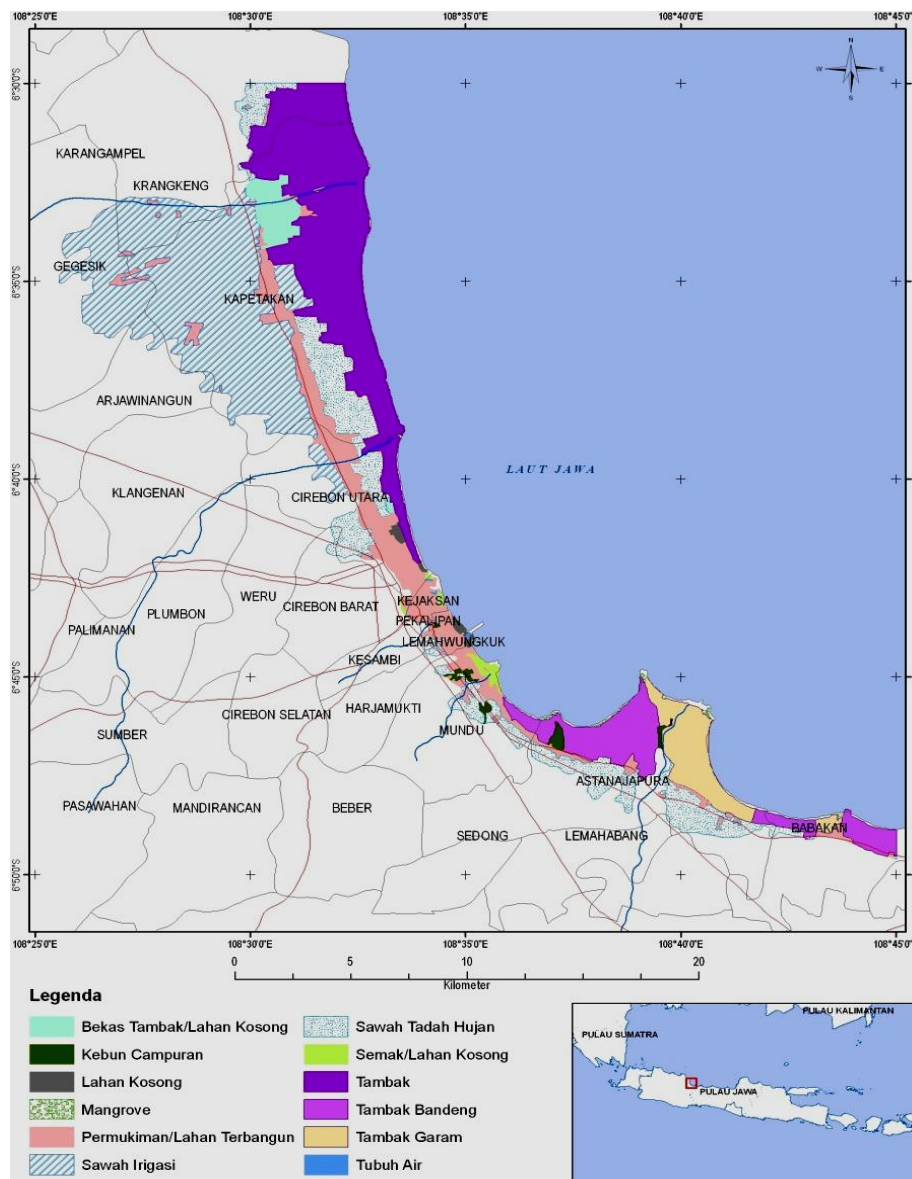 108°25'0"E 108°30'0"E 108°35'0"E 108°40'0"E 108°45'0"E
N
W E
S
6°30'0"S
KARANGAMPEL
KRANGKENG
GEGESIK
6°35'0"S
KAPETAKAN
ARJAWINANGUN
LAUT JAWA
6°40'0"S
KLANGENAN
CIREBON UTARA
WERU
PLUMBON
CIREBON BARAT
KEJAKSAN
PEKALIPAN
PALIMANAN
LEMAHWUNGKUK
KESAMBI
6°45'0"S
CIREBON SELATAN
HARJAMUKTI
MUNDU
SUMBER
ASTANAJAPURA
PASAWAHAN
MANDIRANCAN
BEBER
SEDONG
LEMAHABANG
BABAKAN
6°50'0"S
108°25'0"E 108°30'0"E 108°35'0"E 108°40'0"E 108°45'0"E
0 5 10 20
Kilometer
Legenda
Bekas Tambak/Lahan Kosong
Kebun Campuran
Lahan Kosong
Mangrove
Permukiman/Lahan Terbangun
Sawah Irigasi
Sawah Tadah Hujan
Semak/Lahan Kosong
Tambak
Tambak Bandeng
Tambak Garam
Tubuh Air
PULAU KALIMANTAN
PULAU SUMATRA
PULAU JAWA